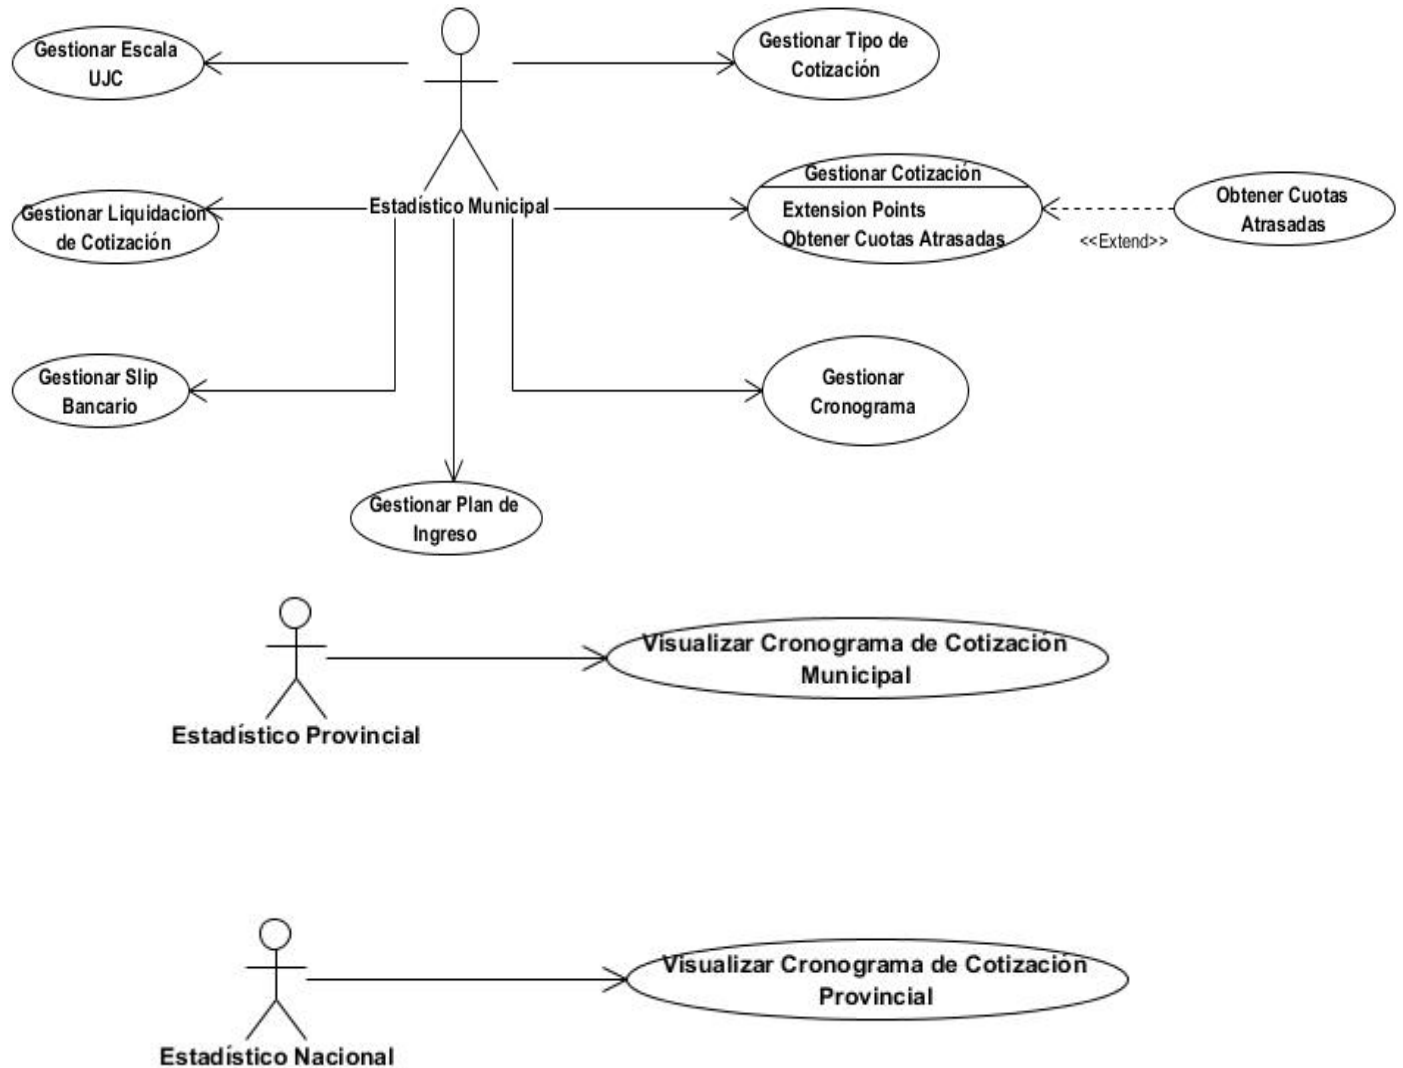 Gestionar Escala
UJC
Gestionar Tipo de
Cotización
Gestionar Liquidacion
de Cotización
Estadístico Municipal
Gestionar Cotización
Extension Points
Obtener Cuotas Atrasadas
<<Extend>>
Obtener Cuotas
Atrasadas
Gestionar Slip
Bancario
Gestionar
Cronograma
Gestionar Plan de
Ingreso
Visualizar Cronograma de Cotización
Municipal
Estadístico Provincial
Visualizar Cronograma de Cotización
Provincial
Estadístico Nacional